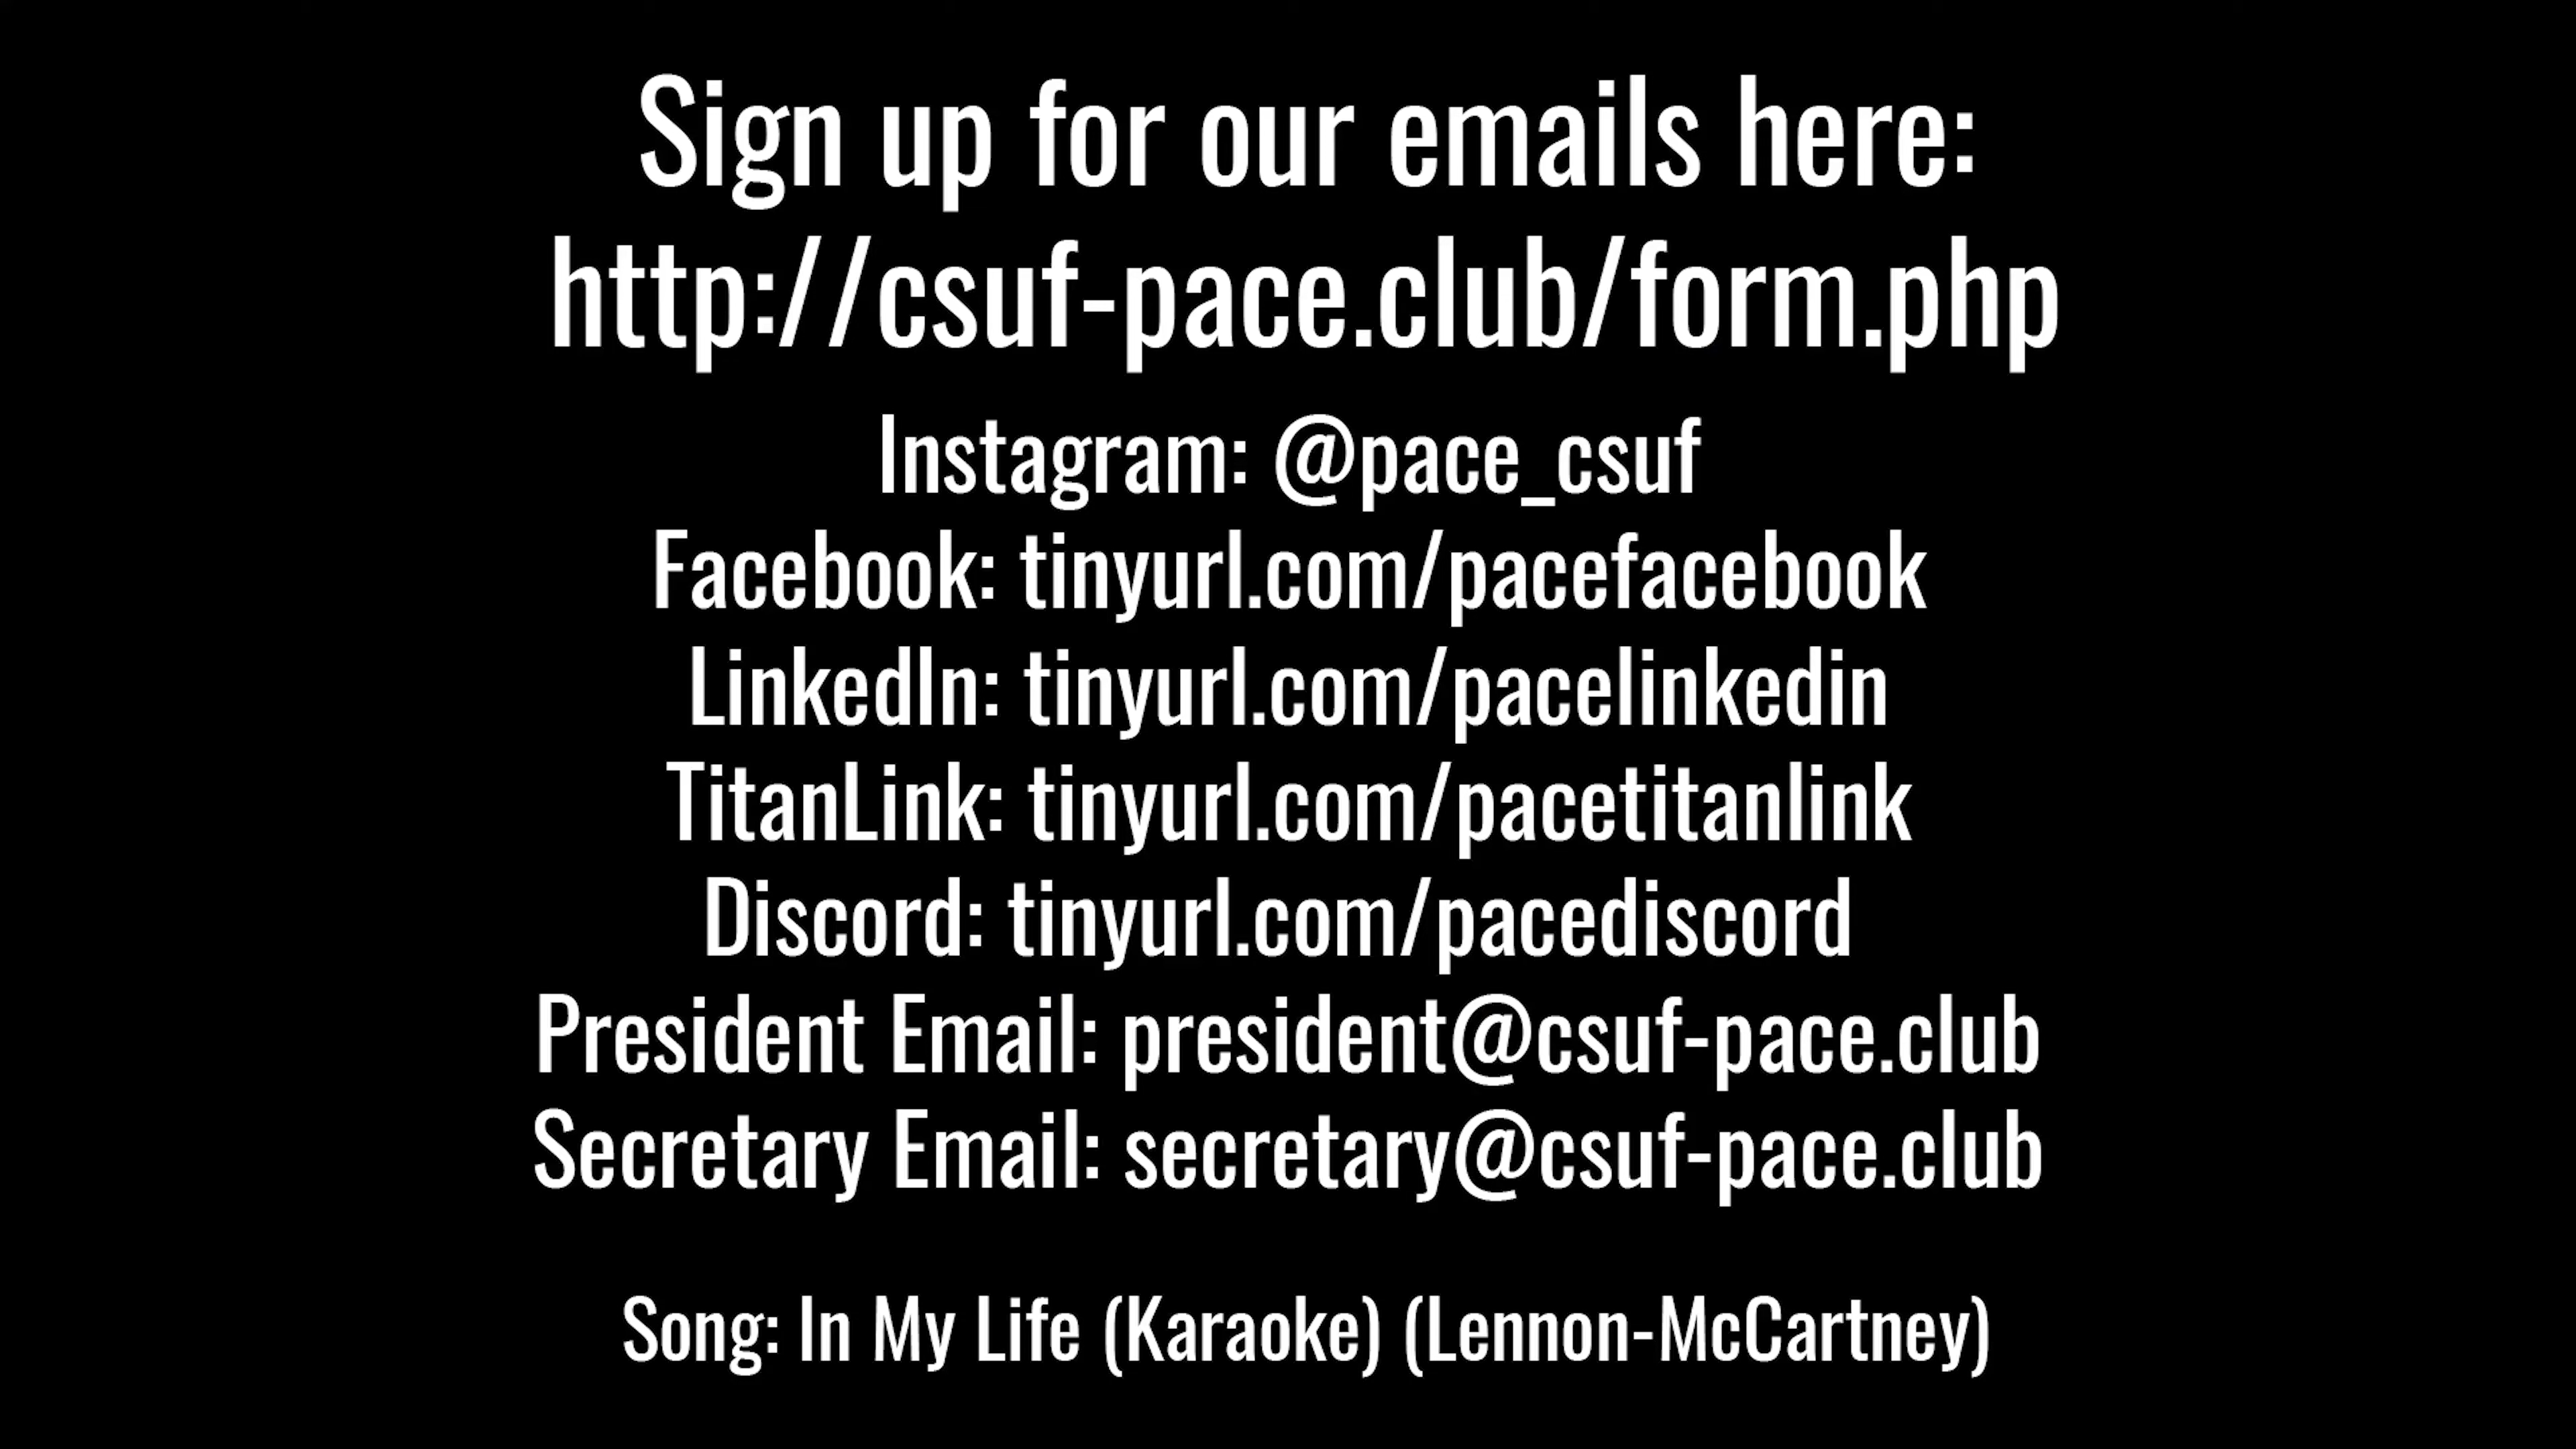 Sign up for our emails here:
http://csuf-pace.club/form.php
Instagram: @pace_csuf
Facebook: tinyurl.com/pacefacebook
LinkedIn: tinyurl.com/pacelinkedin
TitanLink: tinyurl.com/pacetitanlink
Discord: tinyurl.com/pacediscord
President Email: president@csuf-pace.club
Secretary Email: secretary@csuf-pace.club
Song: In My Life (Karaoke) (Lennon-McCartney)